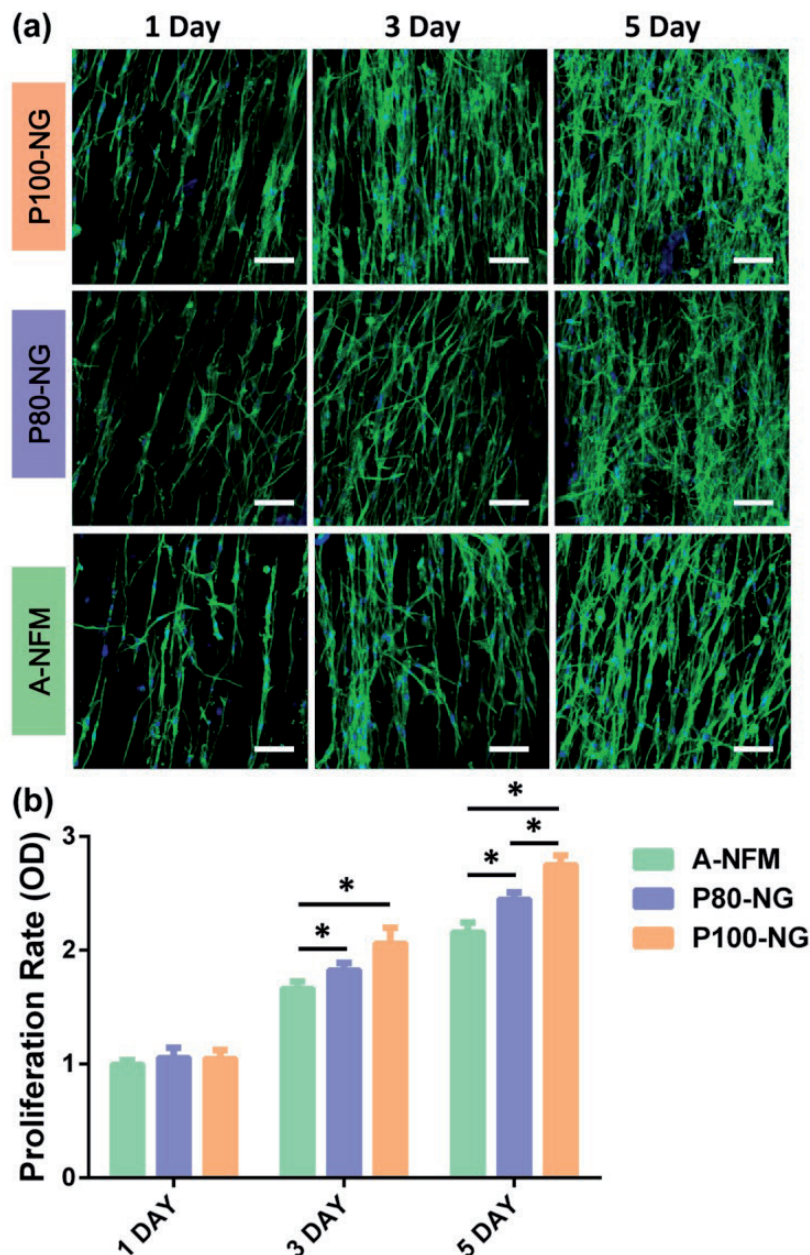 (a)
1 Day 3 Day 5 Day
P100-NG
P80-NG
A-NFM
(b)
Proliferation Rate (OD)
3
2
1
0
* *
* * *
1 DAY 3 DAY 5 DAY
A-NFM
P80-NG
P100-NG